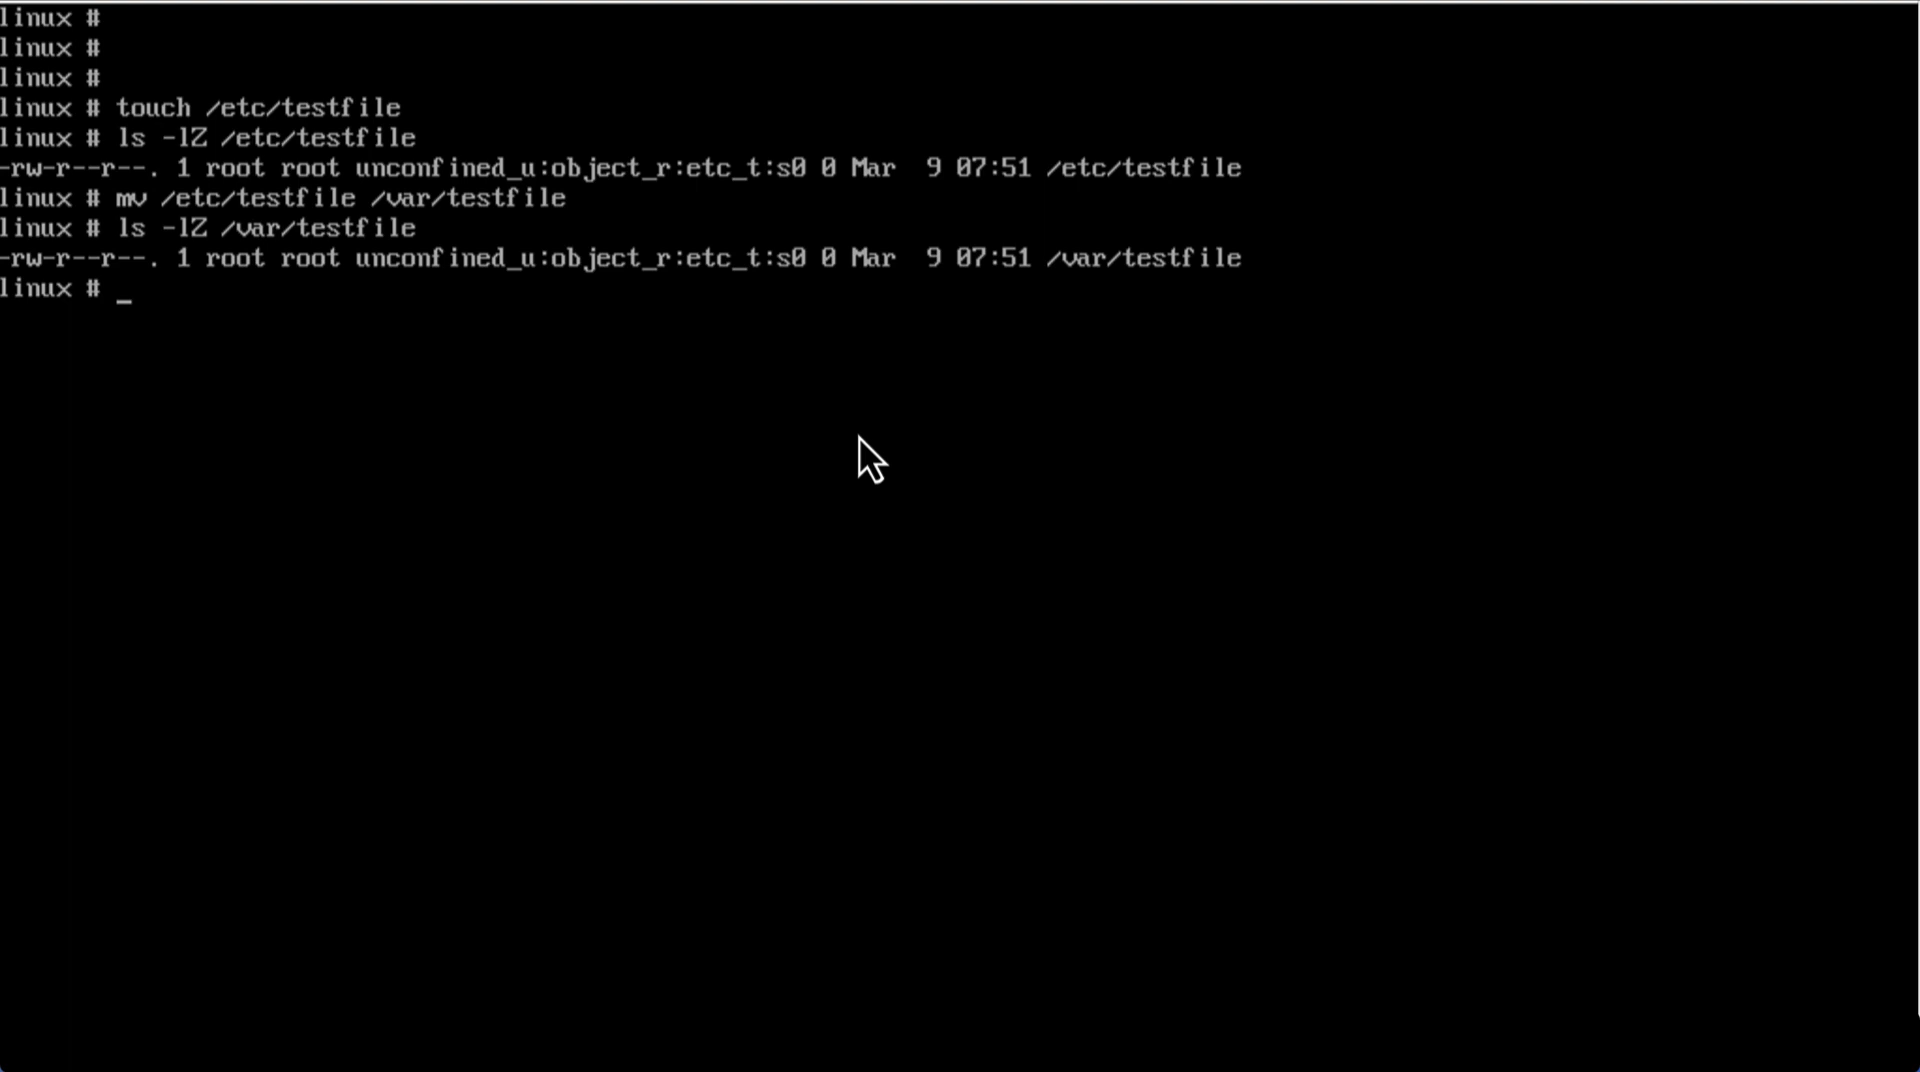 linux #
linux #
linux #
linux # touch /etc/testfile
linux # ls -lZ /etc/testfile
-rw-r--r--. 1 root root unconfined_u:object_r:etc_t:s0 0 Mar  9 07:51 /etc/testfile
linux # mv /etc/testfile /var/testfile
linux # ls -lZ /var/testfile
-rw-r--r--. 1 root root unconfined_u:object_r:etc_t:s0 0 Mar  9 07:51 /var/testfile
linux # _